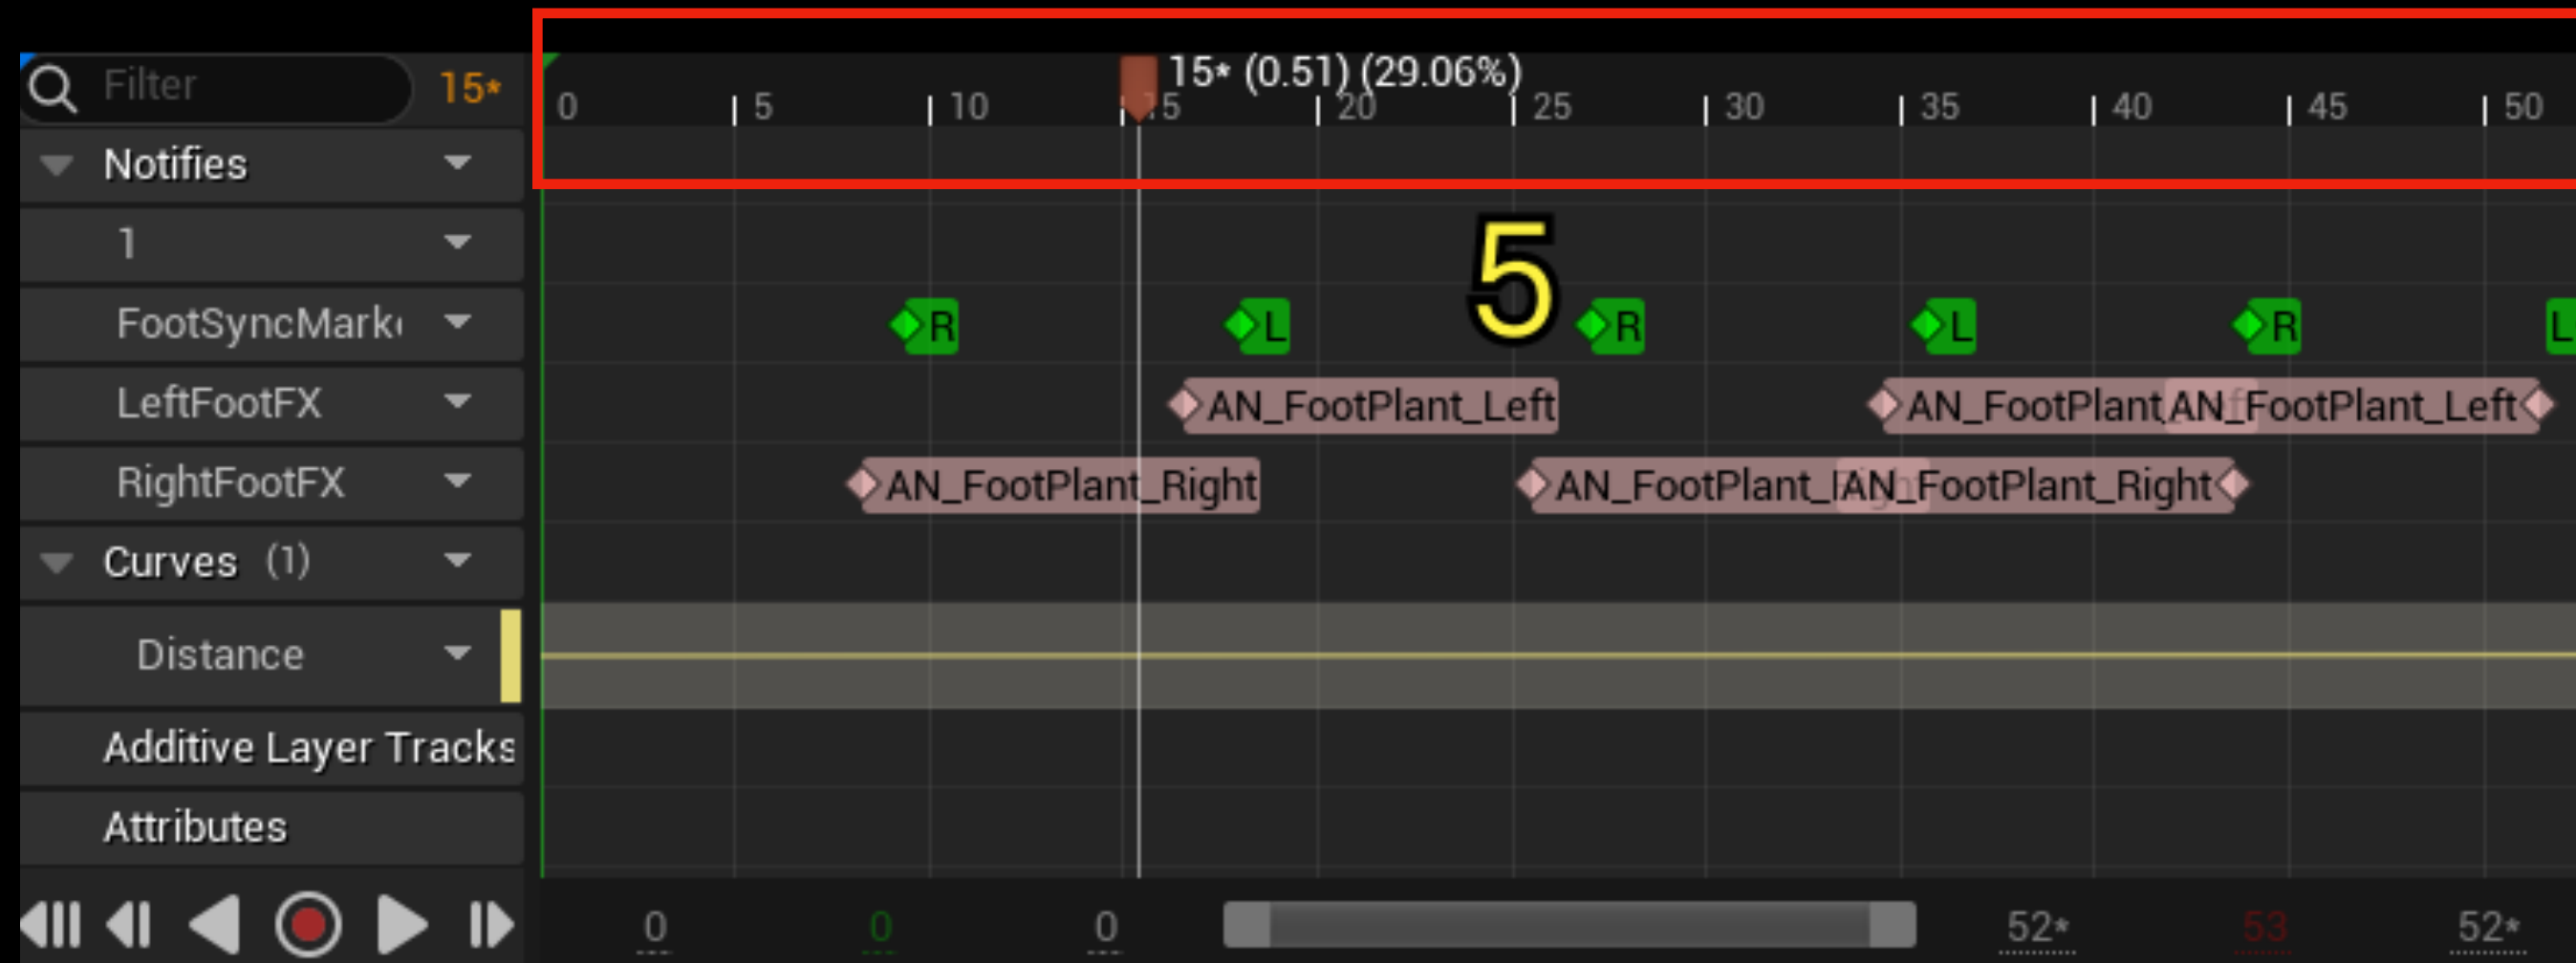 Filter 15*
15* (0.51) (29.06%)
0 5 10 15 20 25 30 35 40 45 50
Notifies
1
5
FootSyncMark
R L R L R L
LeftFootFX
AN_FootPlant_Left AN_FootPlant_ AN_FootPlant_Left
RightFootFX
AN_FootPlant_Right AN_FootPlant_ AN_FootPlant_Right
Curves (1)
Distance
Additive Layer Tracks
Attributes
0 0 0 52* 53 52*